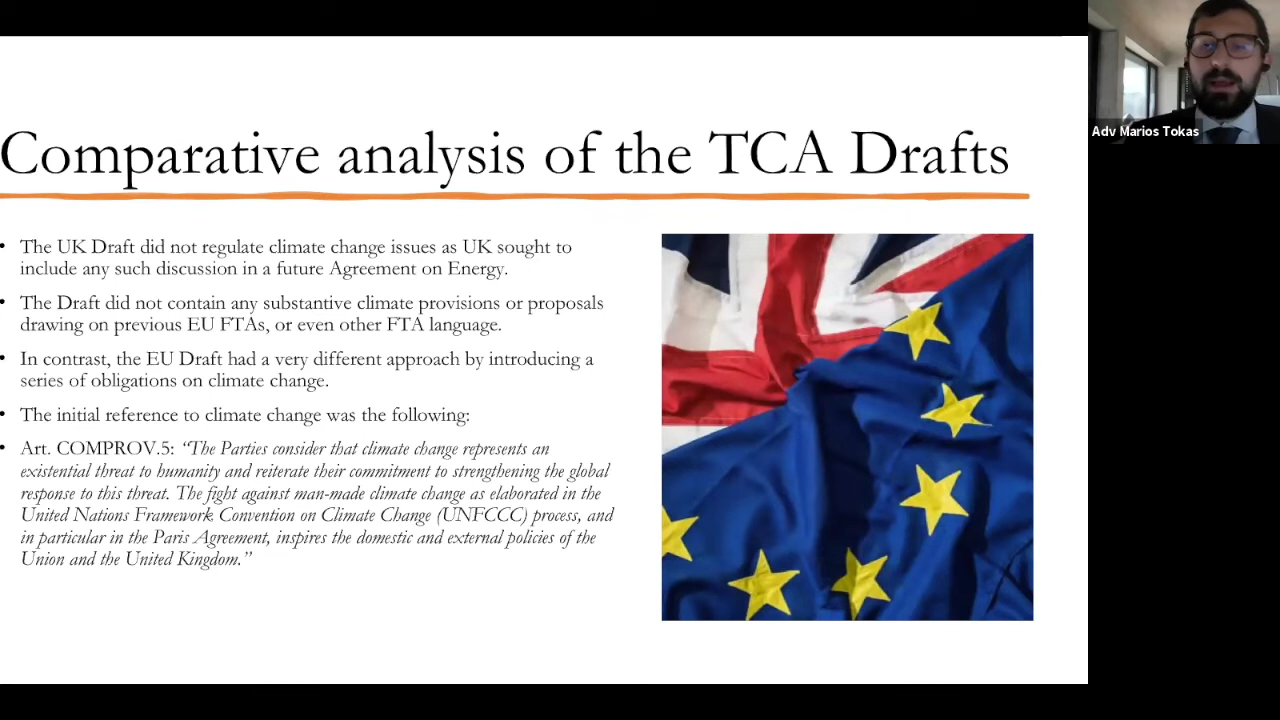 Comparative analysis of the TCA Drafts
• The UK Draft did not regulate climate change issues as UK sought to
include any such discussion in a future Agreement on Energy.
• The Draft did not contain any substantive climate provisions or proposals
drawing on previous EU FTAs, or even other FTA language.
• In contrast, the EU Draft had a very different approach by introducing a
series of obligations on climate change.
• The initial reference to climate change was the following:
• Art. COMPROV.5: “The Parties consider that climate change represents an
existential threat to humanity and reiterate their commitment to strengthening the global
response to this threat. The fight against man-made climate change as elaborated in the
United Nations Framework Convention on Climate Change (UNFCCC) process, and
in particular in the Paris Agreement, inspires the domestic and external policies of the
Union and the United Kingdom.”
Adv Marios Tokas